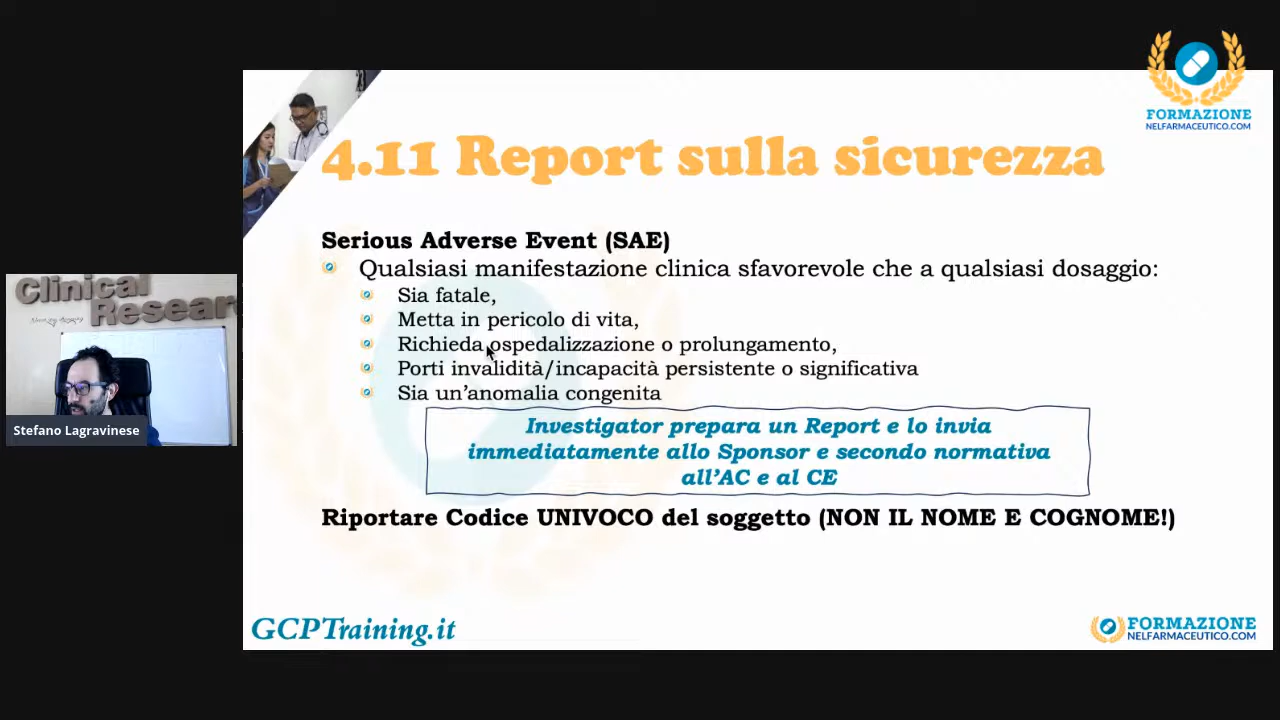 FORMAZIONE
NELFARMACEUTICO.COM
4.11 Report sulla sicurezza
Serious Adverse Event (SAE)
Qualsiasi manifestazione clinica sfavorevole che a qualsiasi dosaggio:
Sia fatale,
Metta in pericolo di vita,
Richieda ospedalizzazione o prolungamento,
Porti invalidità/incapacità persistente o significativa
Sia un'anomalia congenita
Investigator prepara un Report e lo invia
immediatamente allo Sponsor e secondo normativa
all'AC e al CE
Riportare Codice UNIVOCO del soggetto (NON IL NOME E COGNOME!)
Clinical
Research
Stefano Lagravinese
GCPTraining.it
FORMAZIONE
NELFARMACEUTICO.COM